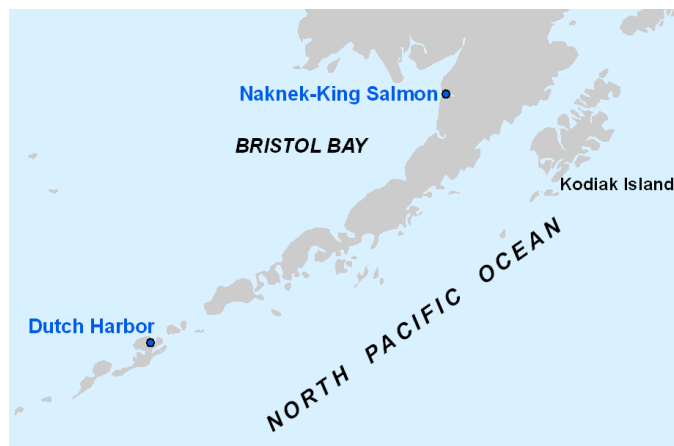 Naknek-King Salmon
BRISTOL BAY
Kodiak Island
NORTH PACIFIC OCEAN
Dutch Harbor